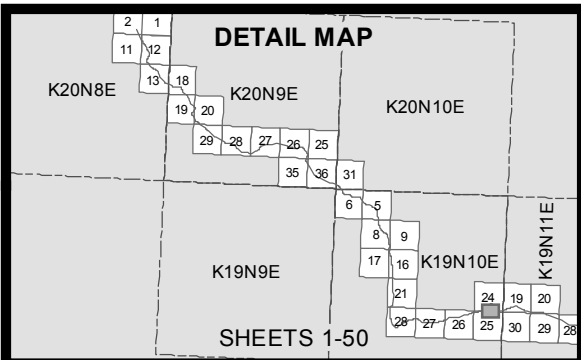 DETAIL MAP
2 1
11 12
13 18
K20N8E
K20N9E
K20N10E
19 20
29 28 27 26 25
35 36 31
6 5
8 9
17 16
K19N9E
K19N10E
K19N11E
21
24 19 20
28 27 26 25 30 29 28
SHEETS 1-50